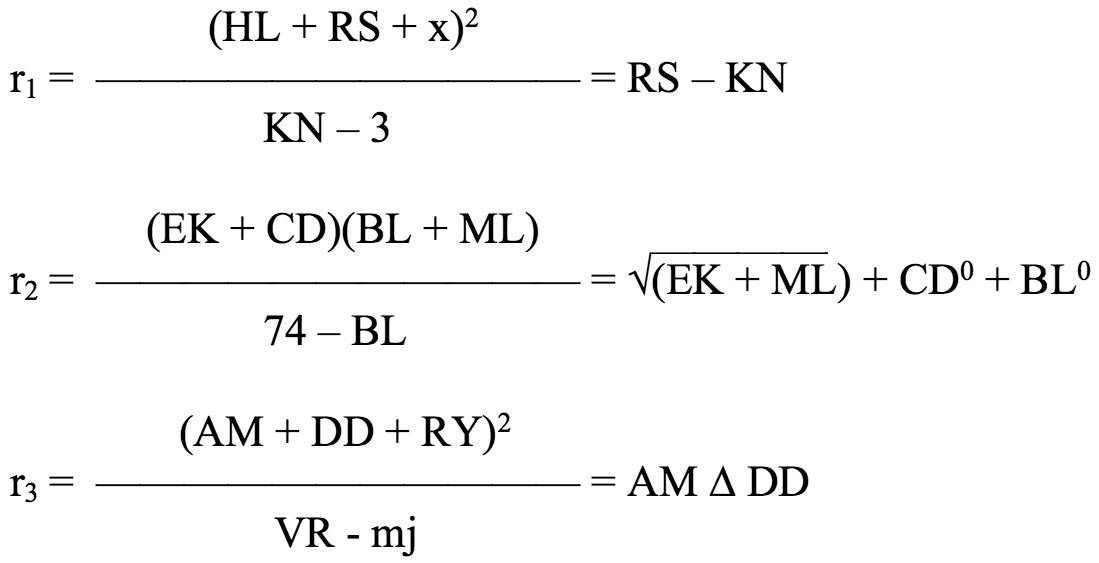 (HL + RS + x)²
r₁ = —————————— = RS – KN
KN – 3
(EK + CD)(BL + ML)
r₂ = —————————— = √(EK + ML) + CD⁰ + BL⁰
74 – BL
(AM + DD + RY)²
r₃ = —————————— = AM Δ DD
VR - mj